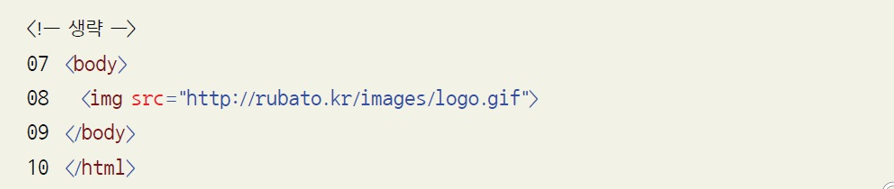 <!— 생략 —>
07 <body>
08 <img src="http://rubato.kr/images/logo.gif">
09 </body>
10 </html>